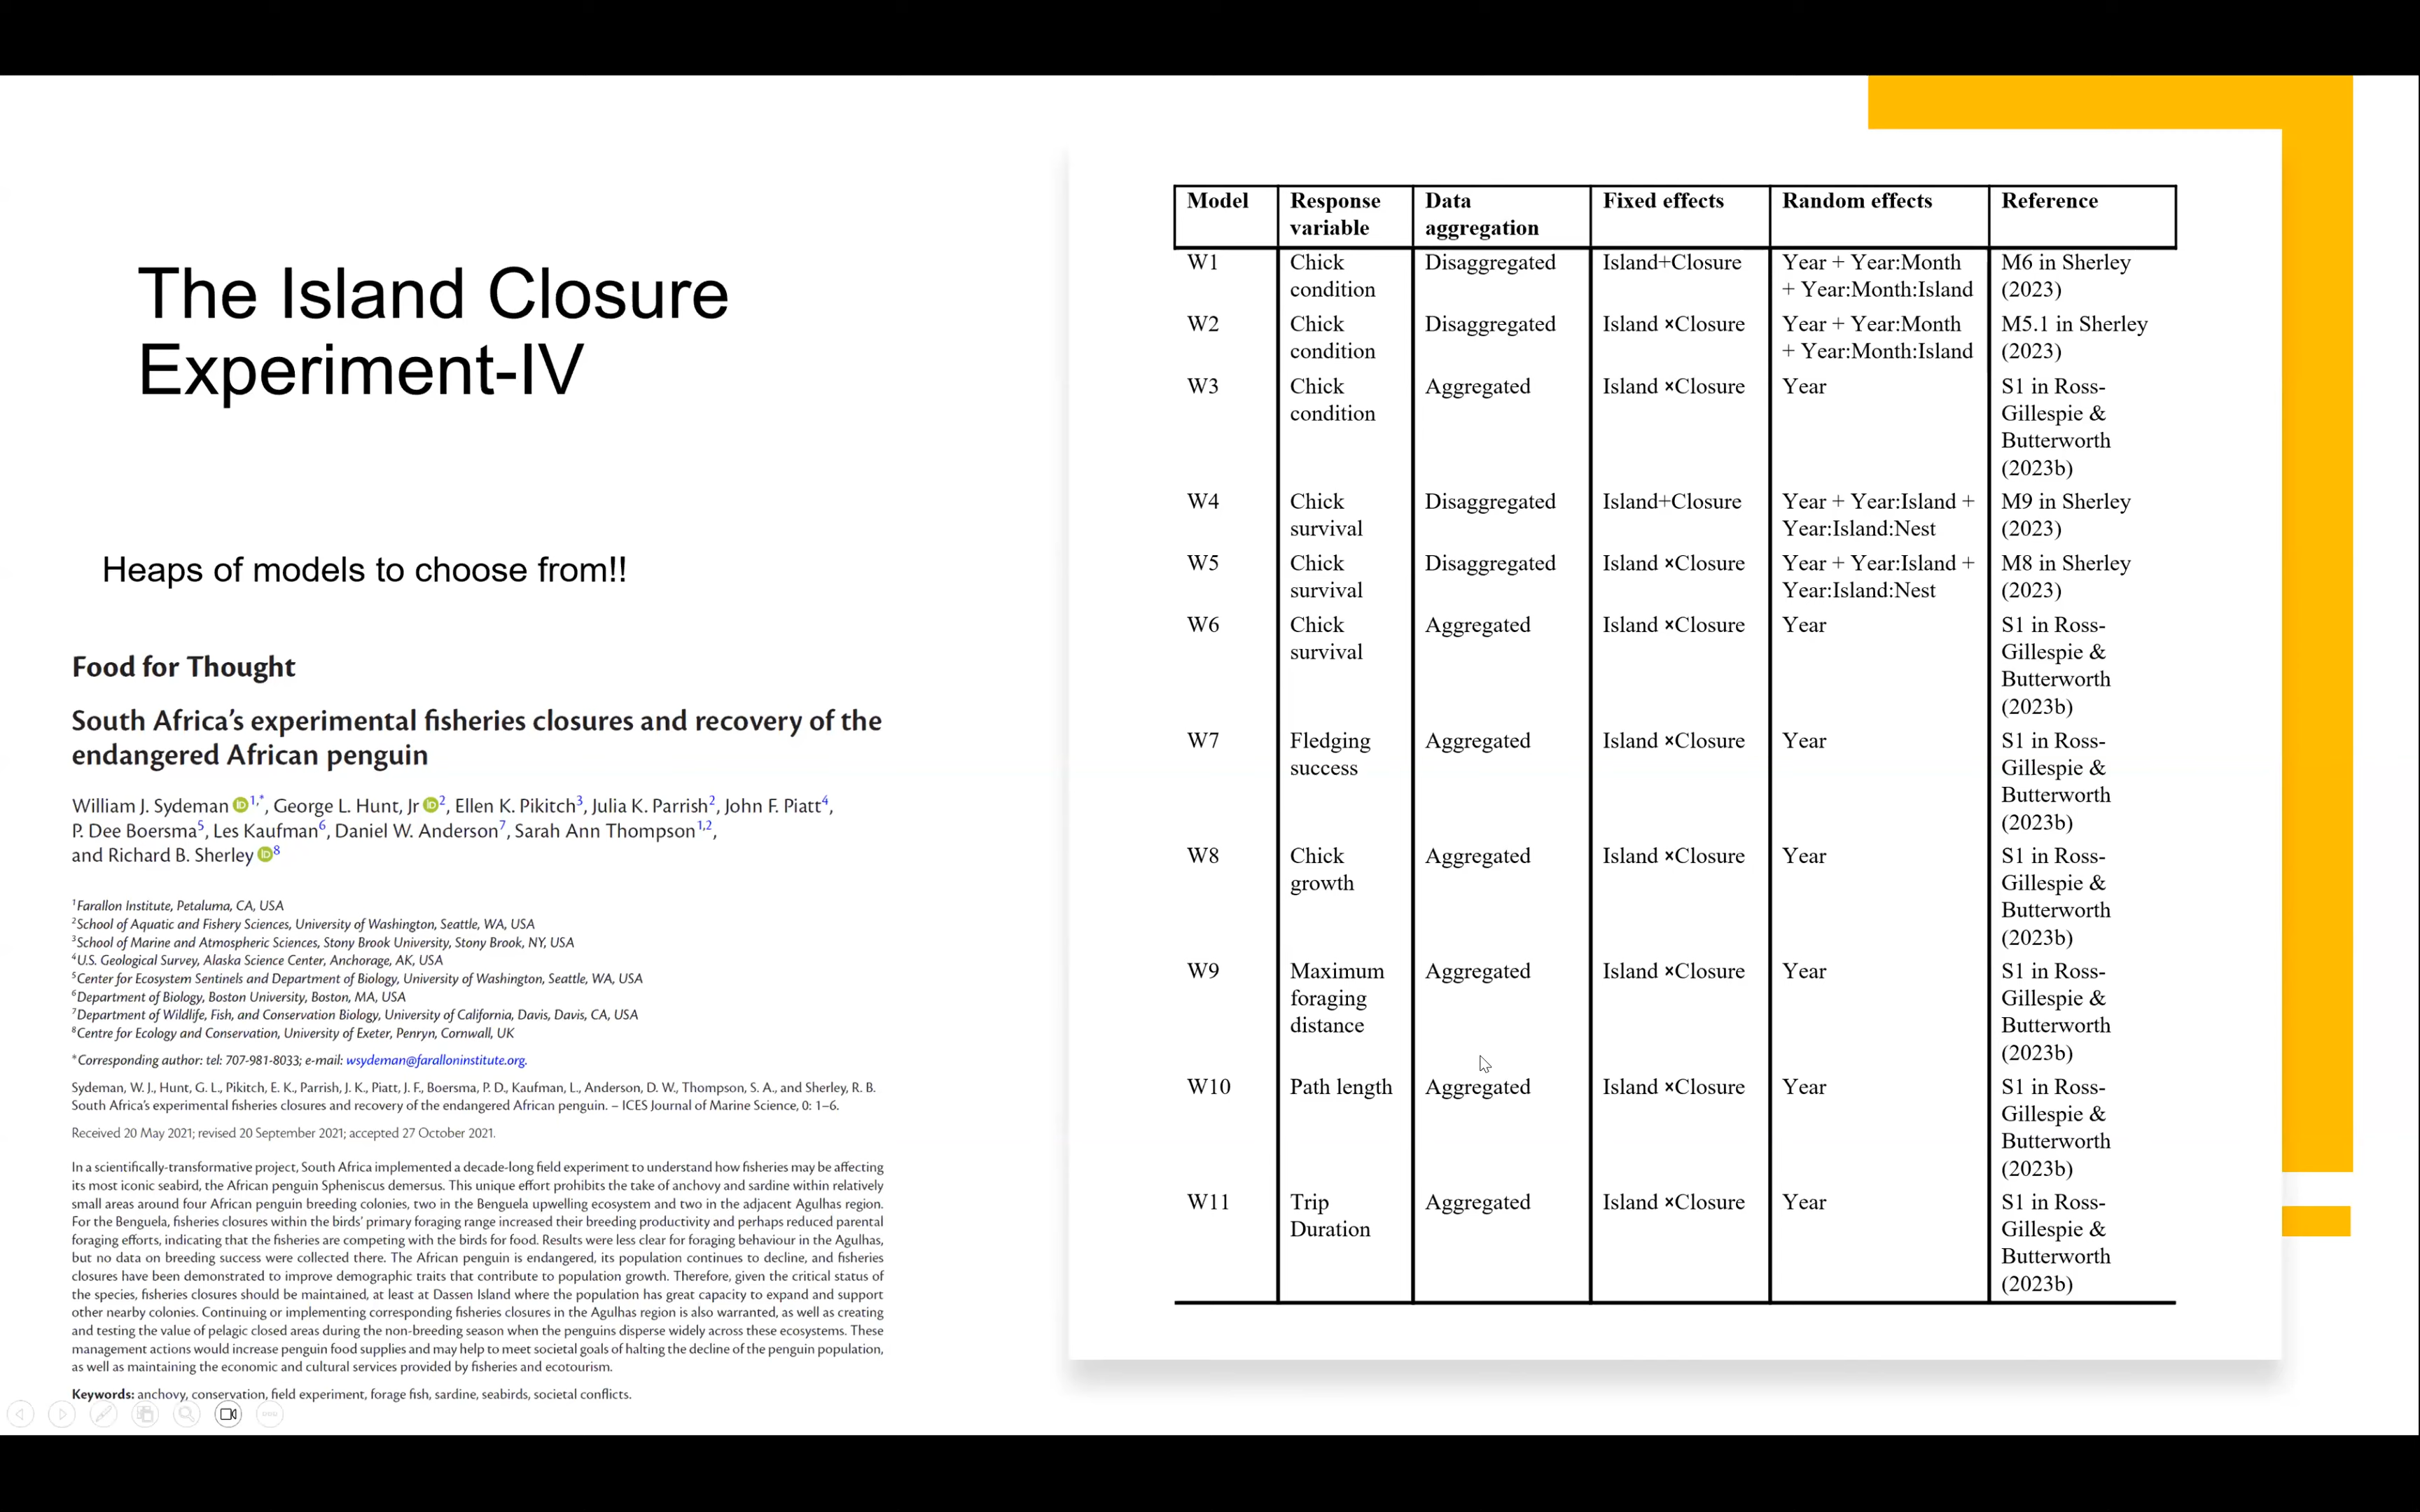 The Island Closure
Experiment-IV
Heaps of models to choose from!!
Food for Thought
South Africa's experimental fisheries closures and recovery of the
endangered African penguin
William J. Sydeman iD 1,*, George L. Hunt, Jr iD 2, Ellen K. Pikitch3, Julia K. Parrish2, John F. Piatt4,
P. Dee Boersma5, Les Kaufman6, Daniel W. Anderson7, Sarah Ann Thompson1,2,
and Richard B. Sherley iD 8
1Farallon Institute, Petaluma, CA, USA
2School of Aquatic and Fishery Sciences, University of Washington, Seattle, WA, USA
3School of Marine and Atmospheric Sciences, Stony Brook University, Stony Brook, NY, USA
4U.S. Geological Survey, Alaska Science Center, Anchorage, AK, USA
5Center for Ecosystem Sentinels and Department of Biology, University of Washington, Seattle, WA, USA
6Department of Biology, Boston University, Boston, MA, USA
7Department of Wildlife, Fish, and Conservation Biology, University of California, Davis, Davis, CA, USA
8Centre for Ecology and Conservation, University of Exeter, Penryn, Cornwall, UK
*Corresponding author: tel: 707-981-8033; e-mail: wsydeman@faralloninstitute.org.
Sydeman, W. J., Hunt, G. L., Pikitch, E. K., Parrish, J. K., Piatt, J. F., Boersma, P. D., Kaufman, L., Anderson, D. W., Thompson, S. A., and Sherley, R. B.
South Africa's experimental fisheries closures and recovery of the endangered African penguin. – ICES Journal of Marine Science, 0: 1–6.
Received 20 May 2021; revised 20 September 2021; accepted 27 October 2021.
In a scientifically-transformative project, South Africa implemented a decade-long field experiment to understand how fisheries may be affecting
its most iconic seabird, the African penguin Spheniscus demersus. This unique effort prohibits the take of anchovy and sardine within relatively
small areas around four African penguin breeding colonies, two in the Benguela upwelling ecosystem and two in the adjacent Agulhas region.
For the Benguela, fisheries closures within the birds' primary foraging range increased their breeding productivity and perhaps reduced parental
foraging efforts, indicating that the fisheries are competing with the birds for food. Results were less clear for foraging behaviour in the Agulhas,
but no data on breeding success were collected there. The African penguin is endangered, its population continues to decline, and fisheries
closures have been demonstrated to improve demographic traits that contribute to population growth. Therefore, given the critical status of
the species, fisheries closures should be maintained, at least at Dassen Island where the population has great capacity to expand and support
other nearby colonies. Continuing or implementing corresponding fisheries closures in the Agulhas region is also warranted, as well as creating
and testing the value of pelagic closed areas during the non-breeding season when the penguins disperse widely across these ecosystems. These
management actions would increase penguin food supplies and may help to meet societal goals of halting the decline of the penguin population,
as well as maintaining the economic and cultural services provided by fisheries and ecotourism.
Keywords: anchovy, conservation, field experiment, forage fish, sardine, seabirds, societal conflicts.
Model Response Data Fixed effects Random effects Reference
variable aggregation
W1 Chick Disaggregated Island+Closure Year + Year:Month M6 in Sherley
condition + Year:Month:Island (2023)
W2 Chick Disaggregated Island ×Closure Year + Year:Month M5.1 in Sherley
condition + Year:Month:Island (2023)
W3 Chick Aggregated Island ×Closure Year S1 in Ross-
condition Gillespie &
Butterworth
(2023b)
W4 Chick Disaggregated Island+Closure Year + Year:Island + M9 in Sherley
survival Year:Island:Nest (2023)
W5 Chick Disaggregated Island ×Closure Year + Year:Island + M8 in Sherley
survival Year:Island:Nest (2023)
W6 Chick Aggregated Island ×Closure Year S1 in Ross-
survival Gillespie &
Butterworth
(2023b)
W7 Fledging Aggregated Island ×Closure Year S1 in Ross-
success Gillespie &
Butterworth
(2023b)
W8 Chick Aggregated Island ×Closure Year S1 in Ross-
growth Gillespie &
Butterworth
(2023b)
W9 Maximum Aggregated Island ×Closure Year S1 in Ross-
foraging Gillespie &
distance Butterworth
(2023b)
W10 Path length Aggregated Island ×Closure Year S1 in Ross-
Gillespie &
Butterworth
(2023b)
W11 Trip Aggregated Island ×Closure Year S1 in Ross-
Duration Gillespie &
Butterworth
(2023b)